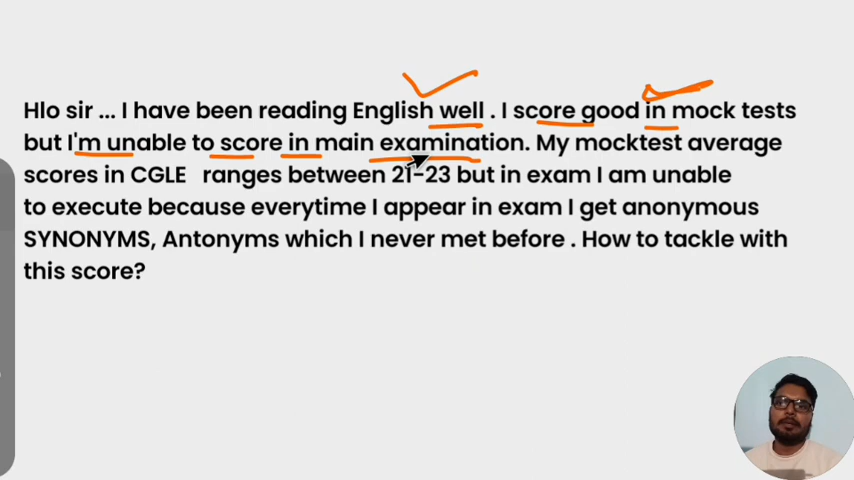 Hlo sir ... I have been reading English well . I score good in mock tests
but I'm unable to score in main examination. My mocktest average
scores in CGLE ranges between 21-23 but in exam I am unable
to execute because everytime I appear in exam I get anonymous
SYNONYMS, Antonyms which I never met before . How to tackle with
this score?